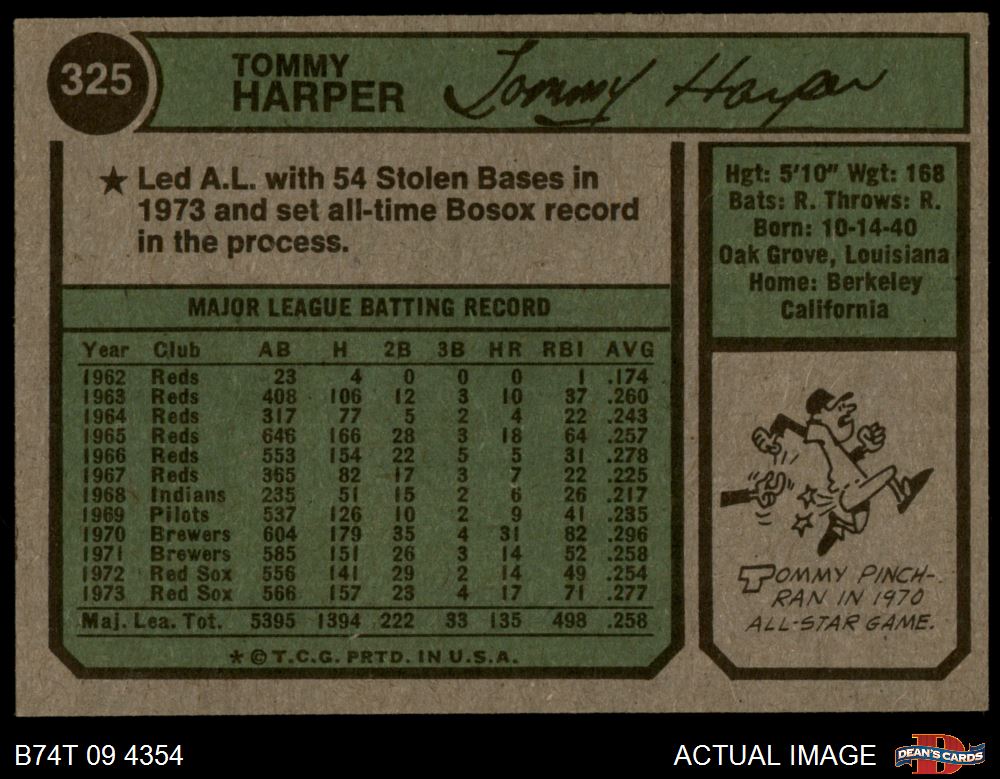 325
TOMMY
HARPER
Tommy Harper
★ Led A.L. with 54 Stolen Bases in
1973 and set all-time Bosox record
in the process.
MAJOR LEAGUE BATTING RECORD
Year Club AB H 2B 3B HR RBI AVG
1962 Reds 23 4 0 0 0 1 .174
1963 Reds 408 106 12 3 10 37 .260
1964 Reds 317 77 5 2 4 22 .243
1965 Reds 646 166 28 3 18 64 .257
1966 Reds 553 154 22 5 5 31 .278
1967 Reds 365 82 17 3 7 22 .225
1968 Indians 235 51 15 2 6 26 .217
1969 Pilots 537 126 10 2 9 41 .235
1970 Brewers 604 179 35 4 31 82 .296
1971 Brewers 585 151 26 3 14 52 .258
1972 Red Sox 556 141 29 2 14 49 .254
1973 Red Sox 566 157 23 4 17 71 .277
Maj. Lea. Tot. 5395 1394 222 33 135 498 .258
★ © T.C.G. PRTD. IN U.S.A.
Hgt: 5'10" Wgt: 168
Bats: R. Throws: R.
Born: 10-14-40
Oak Grove, Louisiana
Home: Berkeley
California
TOMMY PINCH-
RAN IN 1970
ALL-STAR GAME.
B74T 09 4354
ACTUAL IMAGE
DEAN'S CARDS